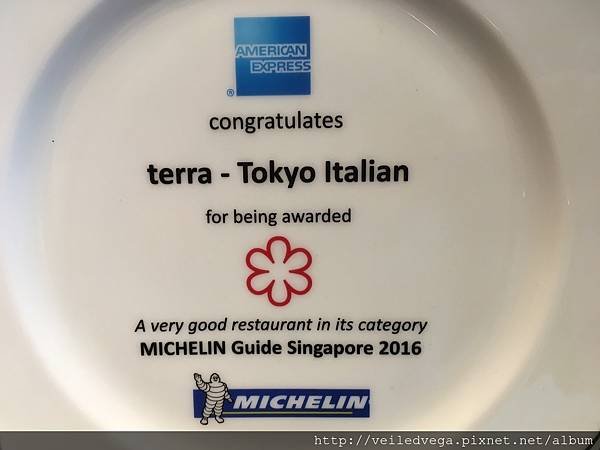 AMERICAN
EXPRESS
®
congratulates
terra - Tokyo Italian
for being awarded
A very good restaurant in its category
MICHELIN Guide Singapore 2016
MICHELIN
http://veiledvega.pixnet.net/album